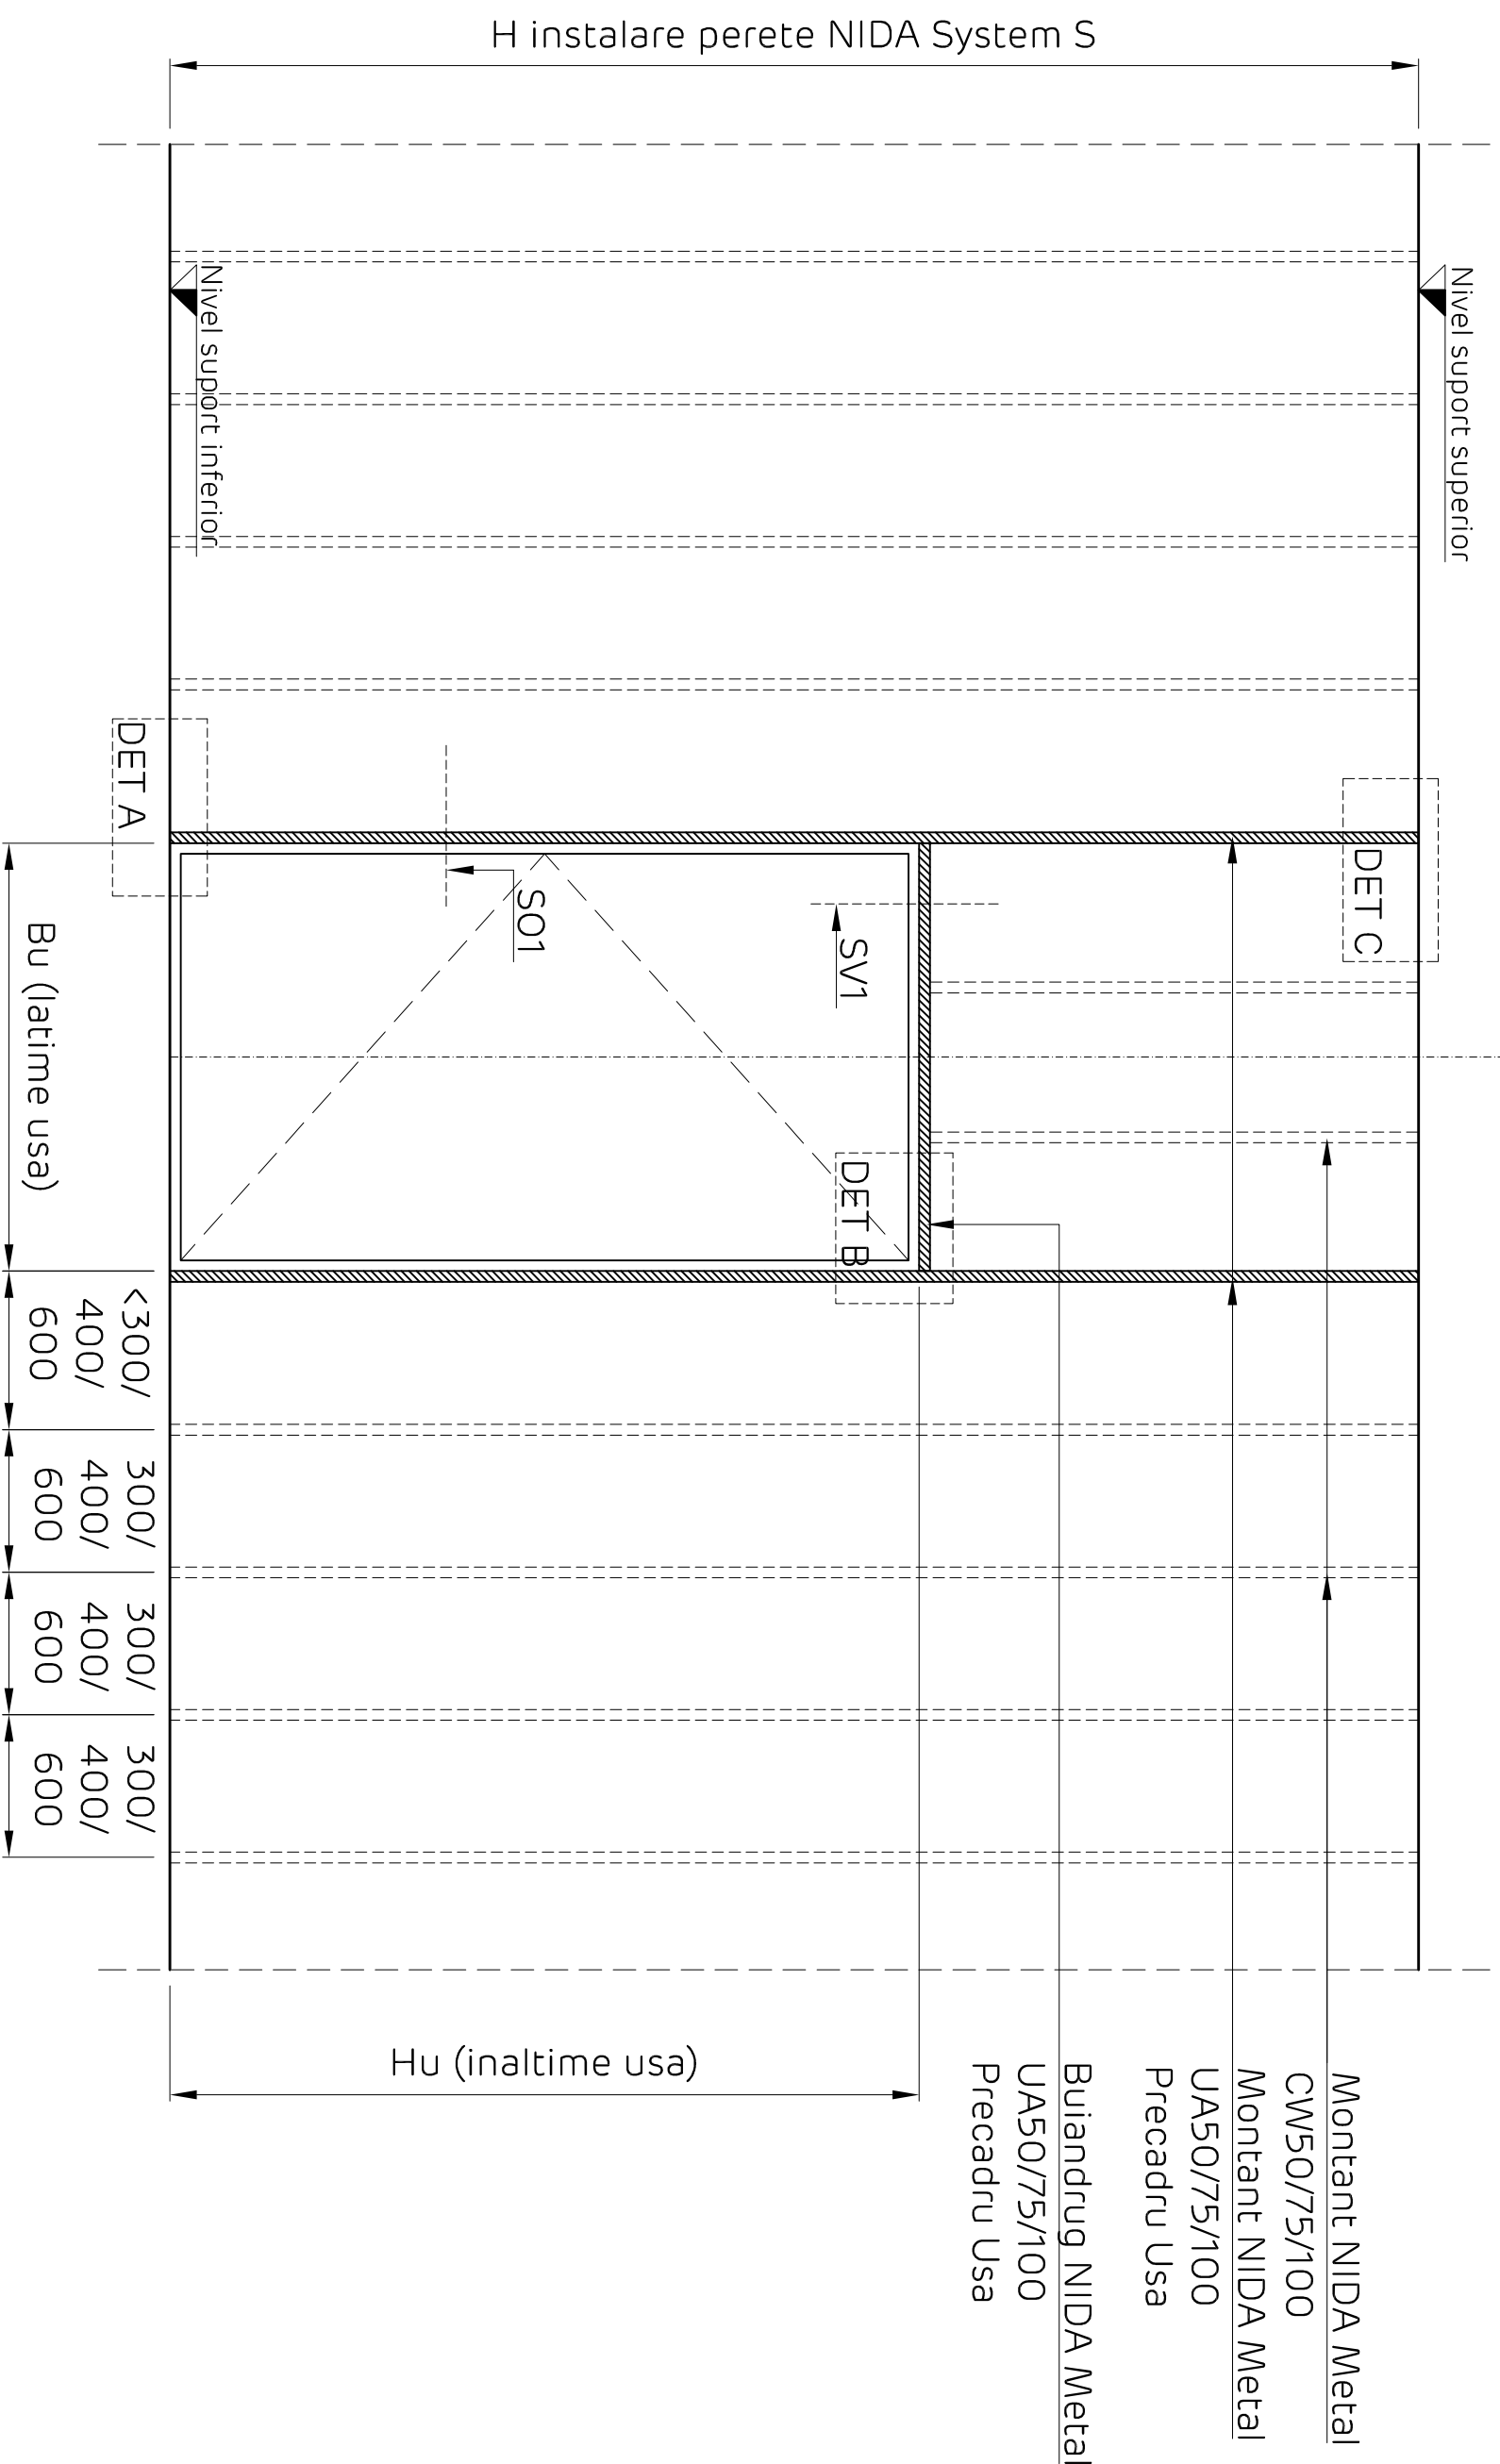 H instalare perete NIDA System S
Nivel suport superior
Nivel suport inferior
DET A
DET C
SO1
SV1
DET B
Bu (latime usa)
<300/
400/
600
300/
400/
600
300/
400/
600
300/
400/
600
Hu (inaltime usa)
Montant NIDA Metal
CW50/75/100
Montant NIDA Metal
UA50/75/100
Precadru Usa
Buiandrug NIDA Metal
UA50/75/100
Precadru Usa